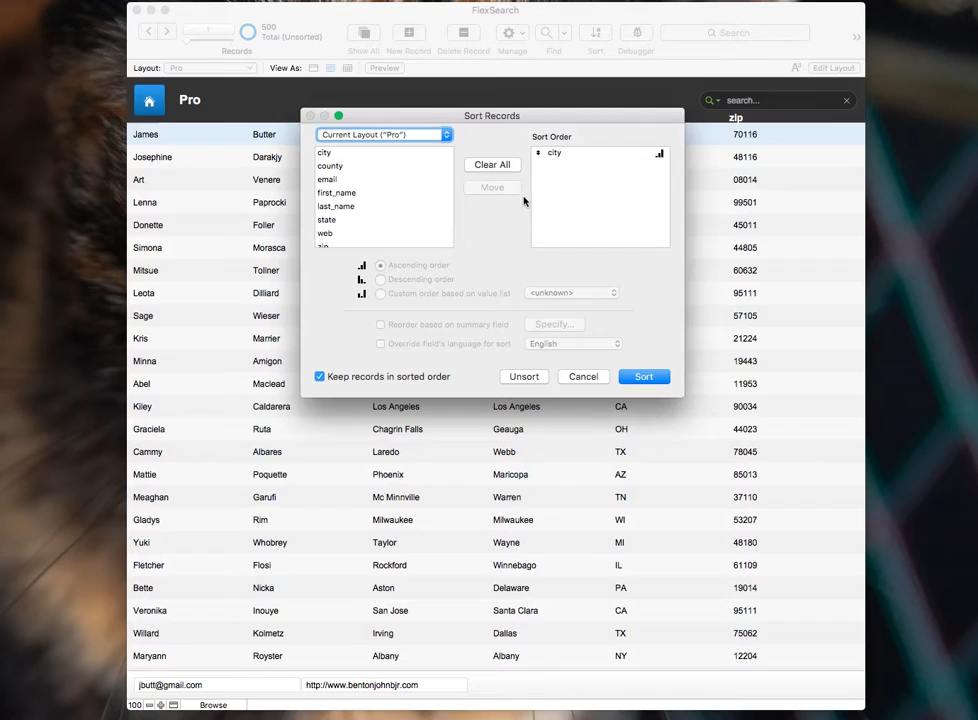 FlexSearch
1
500
Total (Unsorted)
Records
Show All
New Record
Delete Record
Manage
Find
Sort
Debugger
Search
Layout:
Pro
View As:
Preview
Edit Layout
Pro
search...
zip
Sort Records
Current Layout ("Pro")
Sort Order
city
county
email
first_name
last_name
state
web
zip
Clear All
Move
city
Ascending order
Descending order
Custom order based on value list
<unknown>
Reorder based on summary field
Specify...
Override field's language for sort
English
Keep records in sorted order
Unsort
Cancel
Sort
James Butter 70116
Josephine Darakjy 48116
Art Venere 08014
Lenna Paprocki 99501
Donette Foller 45011
Simona Morasca 44805
Mitsue Tollner 60632
Leota Dilliard 95111
Sage Wieser 57105
Kris Marrier 21224
Minna Amigon 19443
Abel Maclead 11953
Kiley Caldarera Los Angeles Los Angeles CA 90034
Graciela Ruta Chagrin Falls Geauga OH 44023
Cammy Albares Laredo Webb TX 78045
Mattie Poquette Phoenix Maricopa AZ 85013
Meaghan Garufi Mc Minnville Warren TN 37110
Gladys Rim Milwaukee Milwaukee WI 53207
Yuki Whobrey Taylor Wayne MI 48180
Fletcher Flosi Rockford Winnebago IL 61109
Bette Nicka Aston Delaware PA 19014
Veronika Inouye San Jose Santa Clara CA 95111
Willard Kolmetz Irving Dallas TX 75062
Maryann Royster Albany Albany NY 12204
jbutt@gmail.com
http://www.bentonjohnbjr.com
100
Browse